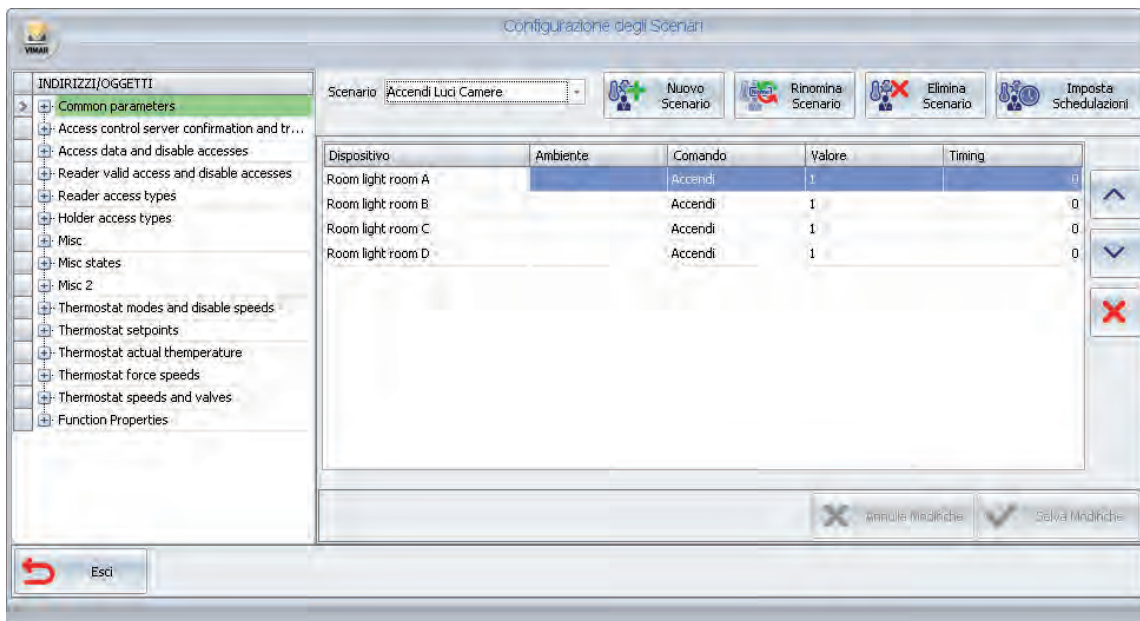 Configurazione degli Scenari
VIMAR
INDIRIZZI/OGGETTI
Common parameters
Access control server confirmation and tr...
Access data and disable accesses
Reader valid access and disable accesses
Reader access types
Holder access types
Misc
Misc states
Misc 2
Thermostat modes and disable speeds
Thermostat setpoints
Thermostat actual themperature
Thermostat force speeds
Thermostat speeds and valves
Function Properties
Scenario Accendi Luci Camere
Nuovo
Scenario
Rinomina
Scenario
Elimina
Scenario
Imposta
Schedulazioni
Dispositivo Ambiente Comando Valore Timing
Room light room A Accendi 1 0
Room light room B Accendi 1 0
Room light room C Accendi 1 0
Room light room D Accendi 1 0
Annulla Modifiche Salva Modifiche
Esci